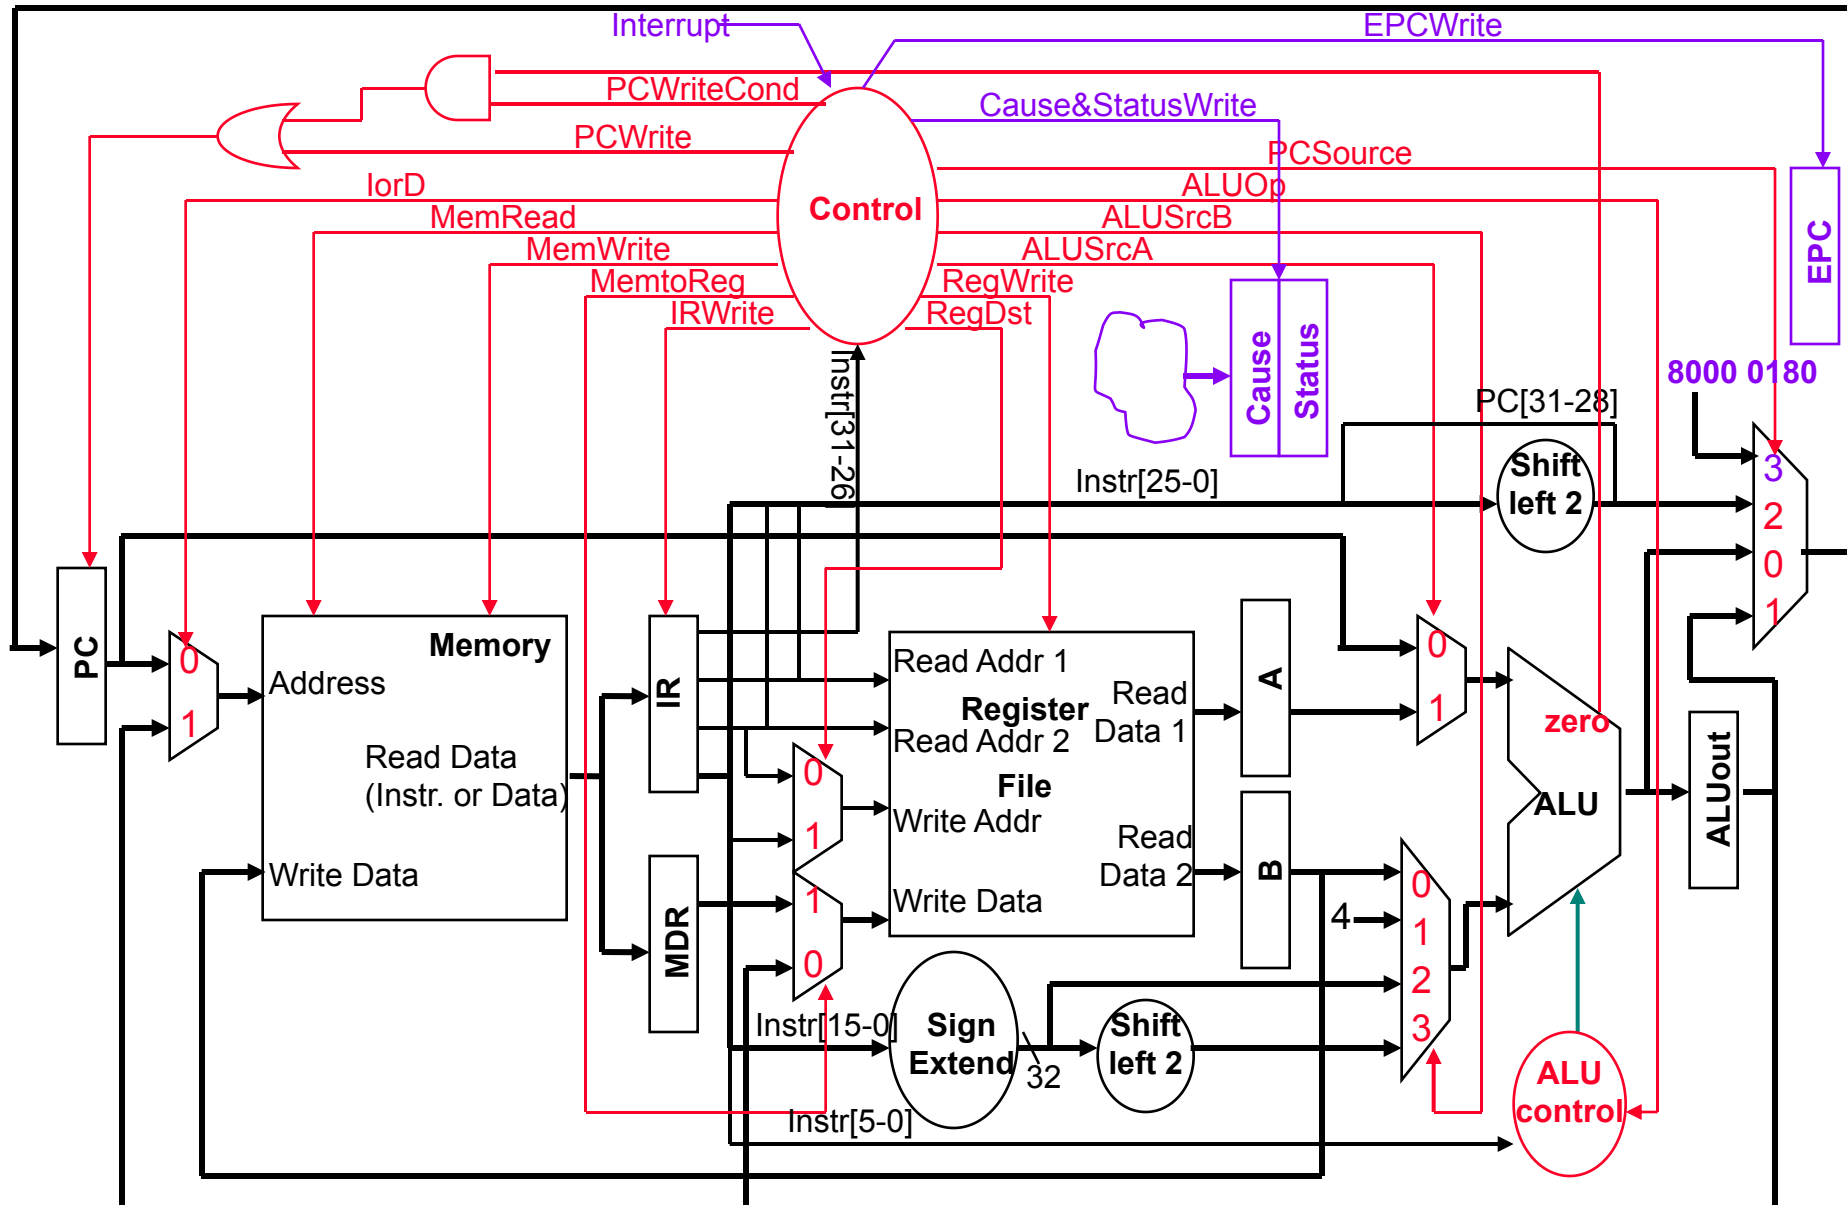 Interrupt
EPCWrite
PCWriteCond
Cause&StatusWrite
PCWrite
PCSource
IorD
ALUOp
MemRead
Control
ALUSrcB
MemWrite
ALUSrcA
MemtoReg
RegWrite
IRWrite
RegDst
EPC
Cause
Status
8000 0180
Instr[31-26]
PC[31-28]
Instr[25-0]
Shift
left 2
3
2
0
1
PC
0
1
Memory
Address
Read Data
(Instr. or Data)
Write Data
IR
MDR
Read Addr 1
Register
Read Addr 2
File
Write Addr
Write Data
Read
Data 1
Read
Data 2
0
1
1
0
A
B
0
1
zero
ALU
ALUout
4
0
1
2
3
Instr[15-0]
Sign
Extend
32
Shift
left 2
Instr[5-0]
ALU
control